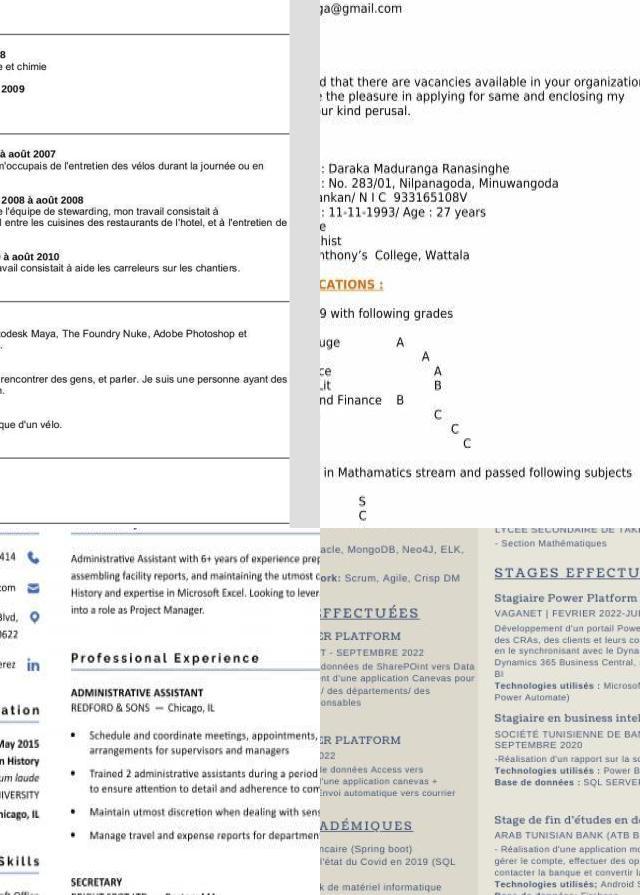 8
e et chimie
2009
à août 2007
m'occupais de l'entretien des vélos durant la journée ou en
2008 à août 2008
e l'équipe de stewarding, mon travail consistait à
l entre les cuisines des restaurants de l'hotel, et à l'entretien de
à août 2010
avail consistait à aide les carreleurs sur les chantiers.
todesk Maya, The Foundry Nuke, Adobe Photoshop et
rencontrer des gens, et parler. Je suis une personne ayant des
n.
que d'un vélo.
ga@gmail.com
d that there are vacancies available in your organization
e the pleasure in applying for same and enclosing my
ur kind perusal.
: Daraka Maduranga Ranasinghe
: No. 283/01, Nilpanagoda, Minuwangoda
ankan/ N I C 933165108V
: 11-11-1993/ Age : 27 years
e
hist
nthony's College, Wattala
CATIONS :
9 with following grades
uge A
A
ce A
Lit B
nd Finance B
C
C
C
in Mathamatics stream and passed following subjects
S
C
414
com
Blvd,
0622
erez
ation
May 2015
n History
um laude
IVERSITY
hicago, IL
Skills
Administrative Assistant with 6+ years of experience prep
assembling facility reports, and maintaining the utmost c
History and expertise in Microsoft Excel. Looking to lever
into a role as Project Manager.
Professional Experience
ADMINISTRATIVE ASSISTANT
REDFORD & SONS — Chicago, IL
• Schedule and coordinate meetings, appointments,
arrangements for supervisors and managers
• Trained 2 administrative assistants during a period
to ensure attention to detail and adherence to com
• Maintain utmost discretion when dealing with sens
• Manage travel and expense reports for departmen
SECRETARY
acle, MongoDB, Neo4J, ELK,
ork: Scrum, Agile, Crisp DM
EFFECTUÉES
ER PLATFORM
T - SEPTEMBRE 2022
données de SharePOint vers Data
nt d'une application Canevas pour
/ des départements/ des
onsables
ER PLATFORM
022
le données Access vers
d'une application canevas +
Envoi automatique vers courrier
ADÉMIQUES
ncaire (Spring boot)
l'état du Covid en 2019 (SQL
k de matériel informatique
LYCEE SECONDAIRE DE TAK
- Section Mathématiques
STAGES EFFECTU
Stagiaire Power Platform
VAGANET | FEVRIER 2022-JUI
Développement d'un portail Powe
des CRAs, des clients et leurs co
en le synchronisant avec le Dyna
Dynamics 365 Business Central,
BI
Technologies utilisés : Microsof
Power Automate)
Stagiaire en business intel
SOCIÉTÉ TUNISIENNE DE BAN
SEPTEMBRE 2020
-Réalisation d'un rapport sur la so
Technologies utilisés : Power B
Base de données : SQL SERVER
Stage de fin d'études en dé
ARAB TUNISIAN BANK (ATB B
- Réalisation d'une application mo
gérer le compte, effectuer des op
contacter la banque et convertir l